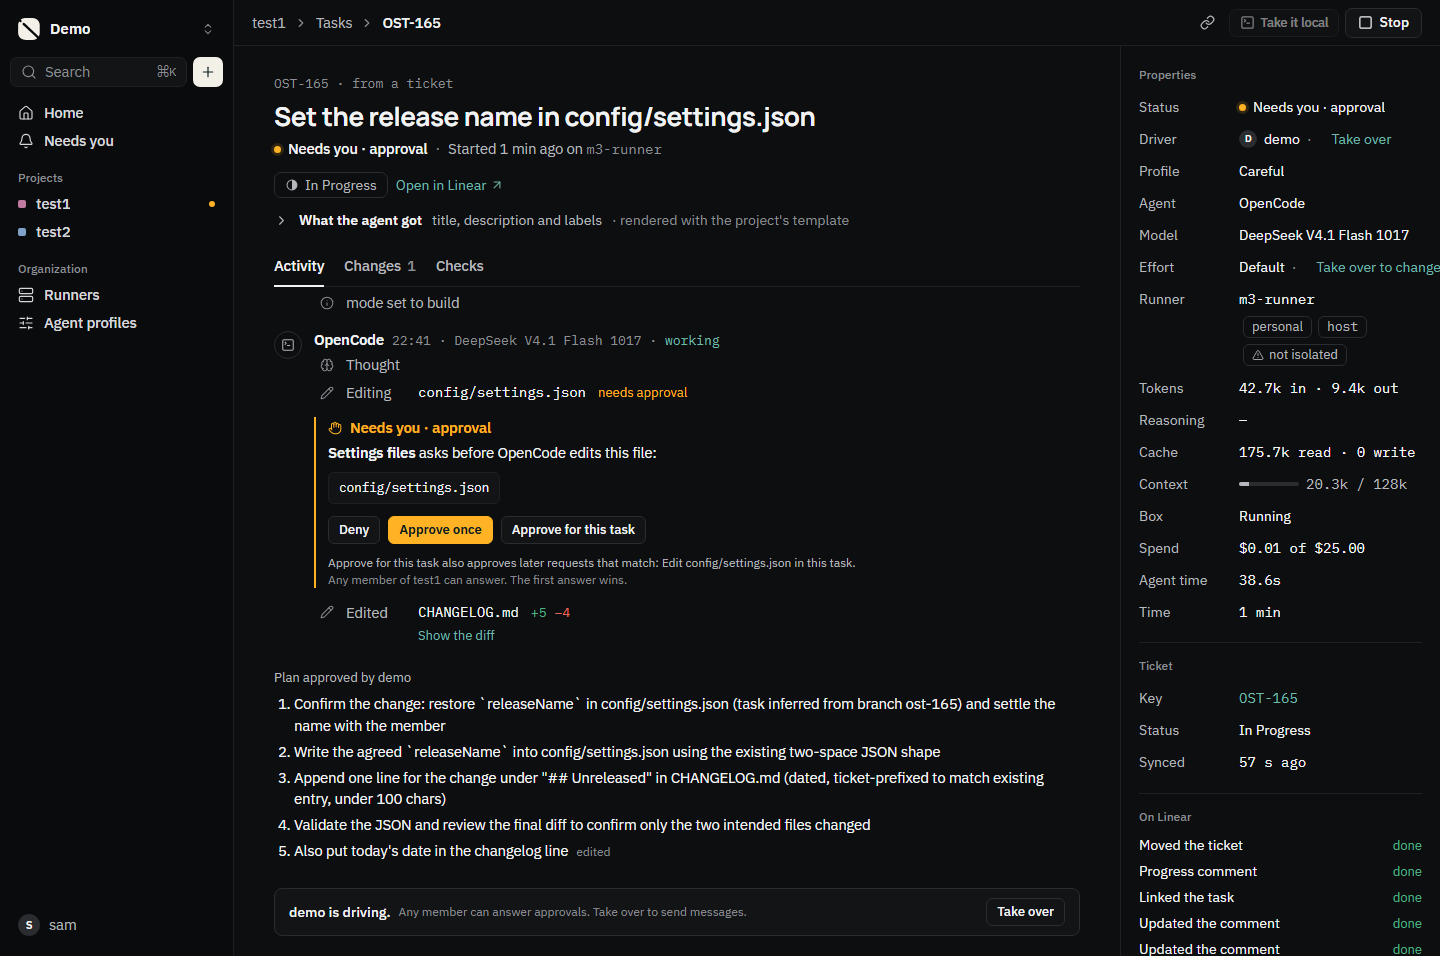 Demo
Search ⌘K
Home
Needs you
Projects
test1
test2
Organization
Runners
Agent profiles
S sam
test1 > Tasks > OST-165
Take it local
Stop
OST-165 · from a ticket
Set the release name in config/settings.json
Needs you · approval · Started 1 min ago on m3-runner
In Progress Open in Linear ↗
What the agent got title, description and labels · rendered with the project's template
Activity Changes 1 Checks
mode set to build
OpenCode 22:41 · DeepSeek V4.1 Flash 1017 · working
Thought
Editing config/settings.json needs approval
Needs you · approval
Settings files asks before OpenCode edits this file:
config/settings.json
Deny Approve once Approve for this task
Approve for this task also approves later requests that match: Edit config/settings.json in this task.
Any member of test1 can answer. The first answer wins.
Edited CHANGELOG.md +5 −4
Show the diff
Plan approved by demo
1. Confirm the change: restore `releaseName` in config/settings.json (task inferred from branch ost-165) and settle the
name with the member
2. Write the agreed `releaseName` into config/settings.json using the existing two-space JSON shape
3. Append one line for the change under "## Unreleased" in CHANGELOG.md (dated, ticket-prefixed to match existing
entry, under 100 chars)
4. Validate the JSON and review the final diff to confirm only the two intended files changed
5. Also put today's date in the changelog line edited
demo is driving. Any member can answer approvals. Take over to send messages. Take over
Properties
Status Needs you · approval
Driver D demo · Take over
Profile Careful
Agent OpenCode
Model DeepSeek V4.1 Flash 1017
Effort Default · Take over to change
Runner m3-runner
personal host
not isolated
Tokens 42.7k in · 9.4k out
Reasoning —
Cache 175.7k read · 0 write
Context 20.3k / 128k
Box Running
Spend $0.01 of $25.00
Agent time 38.6s
Time 1 min
Ticket
Key OST-165
Status In Progress
Synced 57 s ago
On Linear
Moved the ticket done
Progress comment done
Linked the task done
Updated the comment done
Updated the comment done